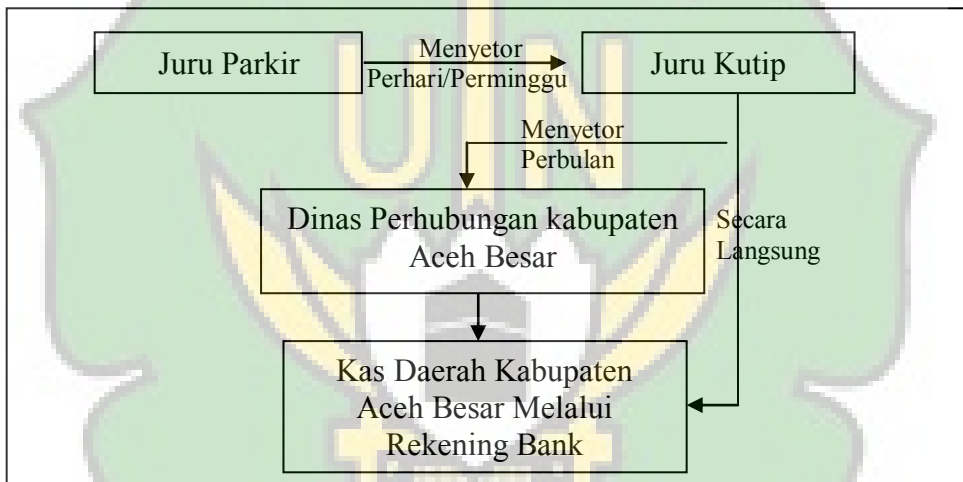 Juru Parkir
Menyetor
Perhari/Perminggu
Juru Kutip
Menyetor
Perbulan
Dinas Perhubungan kabupaten
Aceh Besar
Secara
Langsung
Kas Daerah Kabupaten
Aceh Besar Melalui
Rekening Bank
UIN